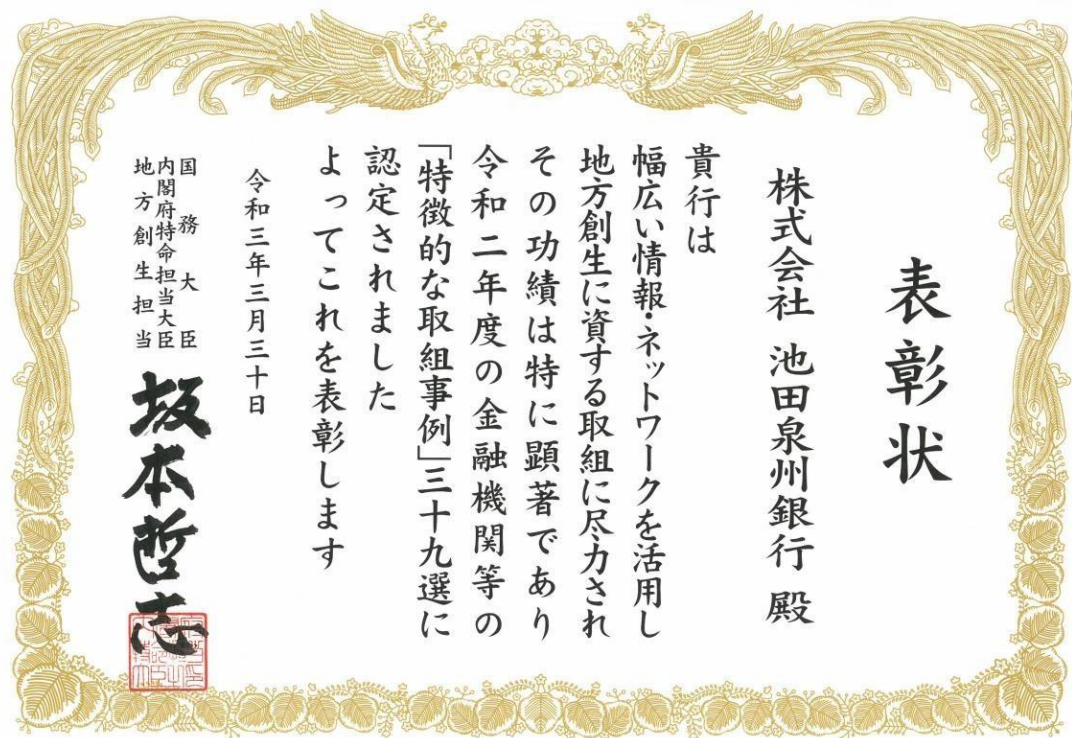 表彰状
株式会社 池田泉州銀行 殿
貴行は
幅広い情報・ネットワークを活用し
地方創生に資する取組に尽力され
その功績は特に顕著であり
令和二年度の金融機関等の
「特徴的な取組事例」三十九選に
認定されました
よってこれを表彰します
令和三年三月三十日
国務大臣
内閣府特命担当大臣
地方創生担当
坂本哲志